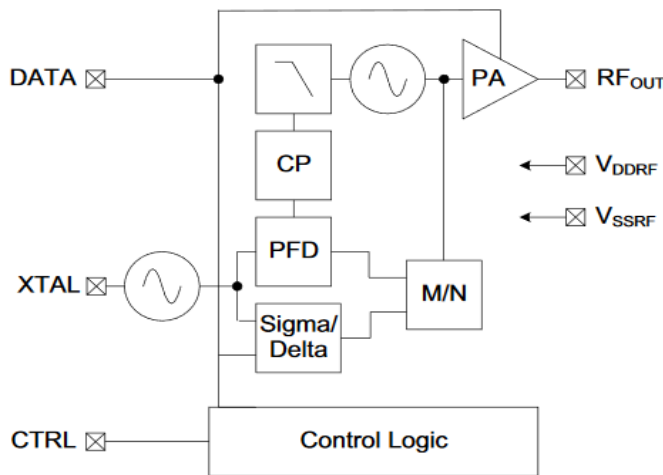 DATA
PA
RFOUT
CP
VDDRF
VSSRF
PFD
XTAL
M/N
Sigma/
Delta
CTRL
Control Logic